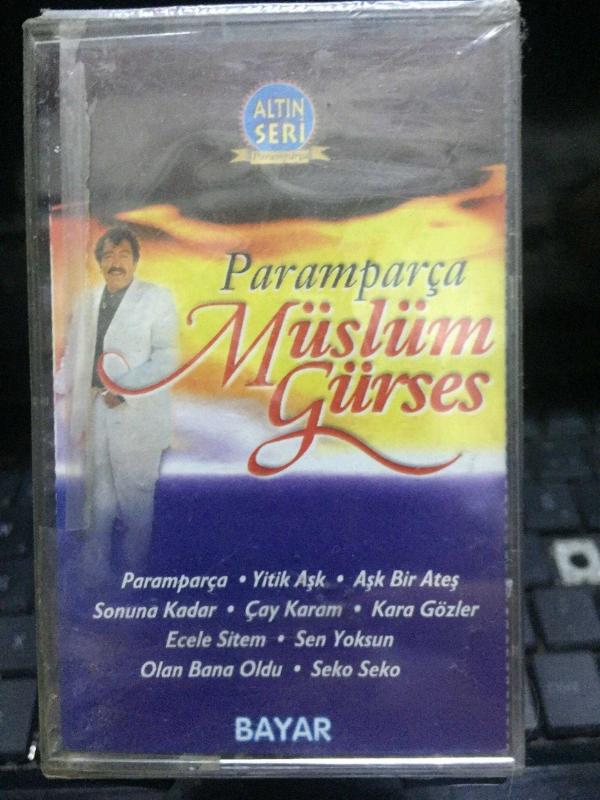 ALTIN
SERİ
Paramparça
Paramparça
Müslüm
Gürses
Paramparça • Yitik Aşk • Aşk Bir Ateş
Sonuna Kadar • Çay Karam • Kara Gözler
Ecele Sitem • Sen Yoksun
Olan Bana Oldu • Seko Seko
BAYAR